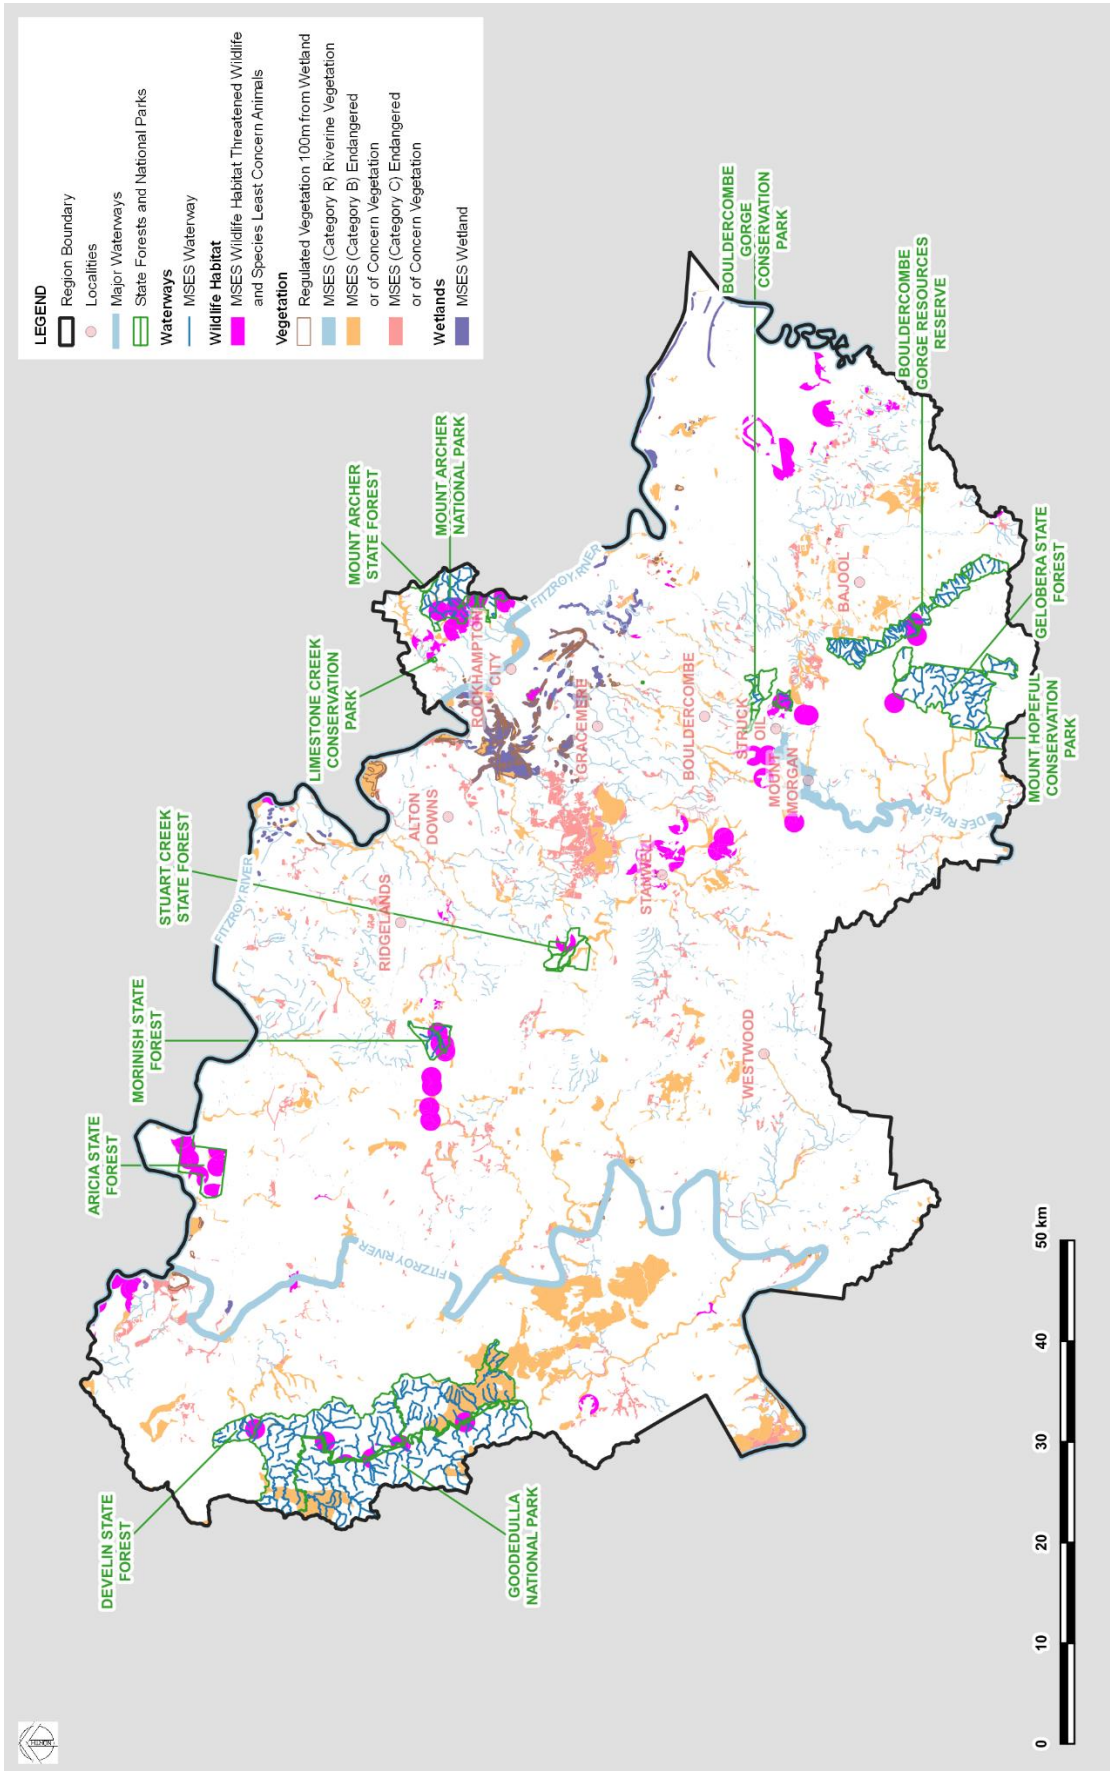 LEGEND
Region Boundary
Localities
Major Waterways
State Forests and National Parks
Waterways
MSES Waterway
Wildlife Habitat
MSES Wildlife Habitat Threatened Wildlife
and Species Least Concern Animals
Vegetation
Regulated Vegetation 100m from Wetland
MSES (Category R) Riverine Vegetation
MSES (Category B) Endangered
or of Concern Vegetation
MSES (Category C) Endangered
or of Concern Vegetation
Wetlands
MSES Wetland
DEVELIN STATE
FOREST
ARICIA STATE
FOREST
MORINISH STATE
FOREST
STUART CREEK
STATE FOREST
LIMESTONE CREEK
CONSERVATION
PARK
MOUNT ARCHER
STATE FOREST
MOUNT ARCHER
NATIONAL PARK
BOULDERCOMBE
GORGE
CONSERVATION
PARK
BOULDERCOMBE
GORGE RESOURCES
RESERVE
GELOBERA STATE
FOREST
MOUNT HOPEFUL
CONSERVATION
PARK
GOODEDULLA
NATIONAL PARK
FITZROY RIVER
FITZROY RIVER
FITZROY RIVER
DEE RIVER
RIDGELANDS
ALTON
DOWNS
ROCKHAMPTON
CITY
GRACEMERE
STANWELL
BOULDERCOMBE
STRUCK
OIL
MOUNT
MORGAN
BAJOOL
WESTWOOD
0 10 20 30 40 50 km
NORTH